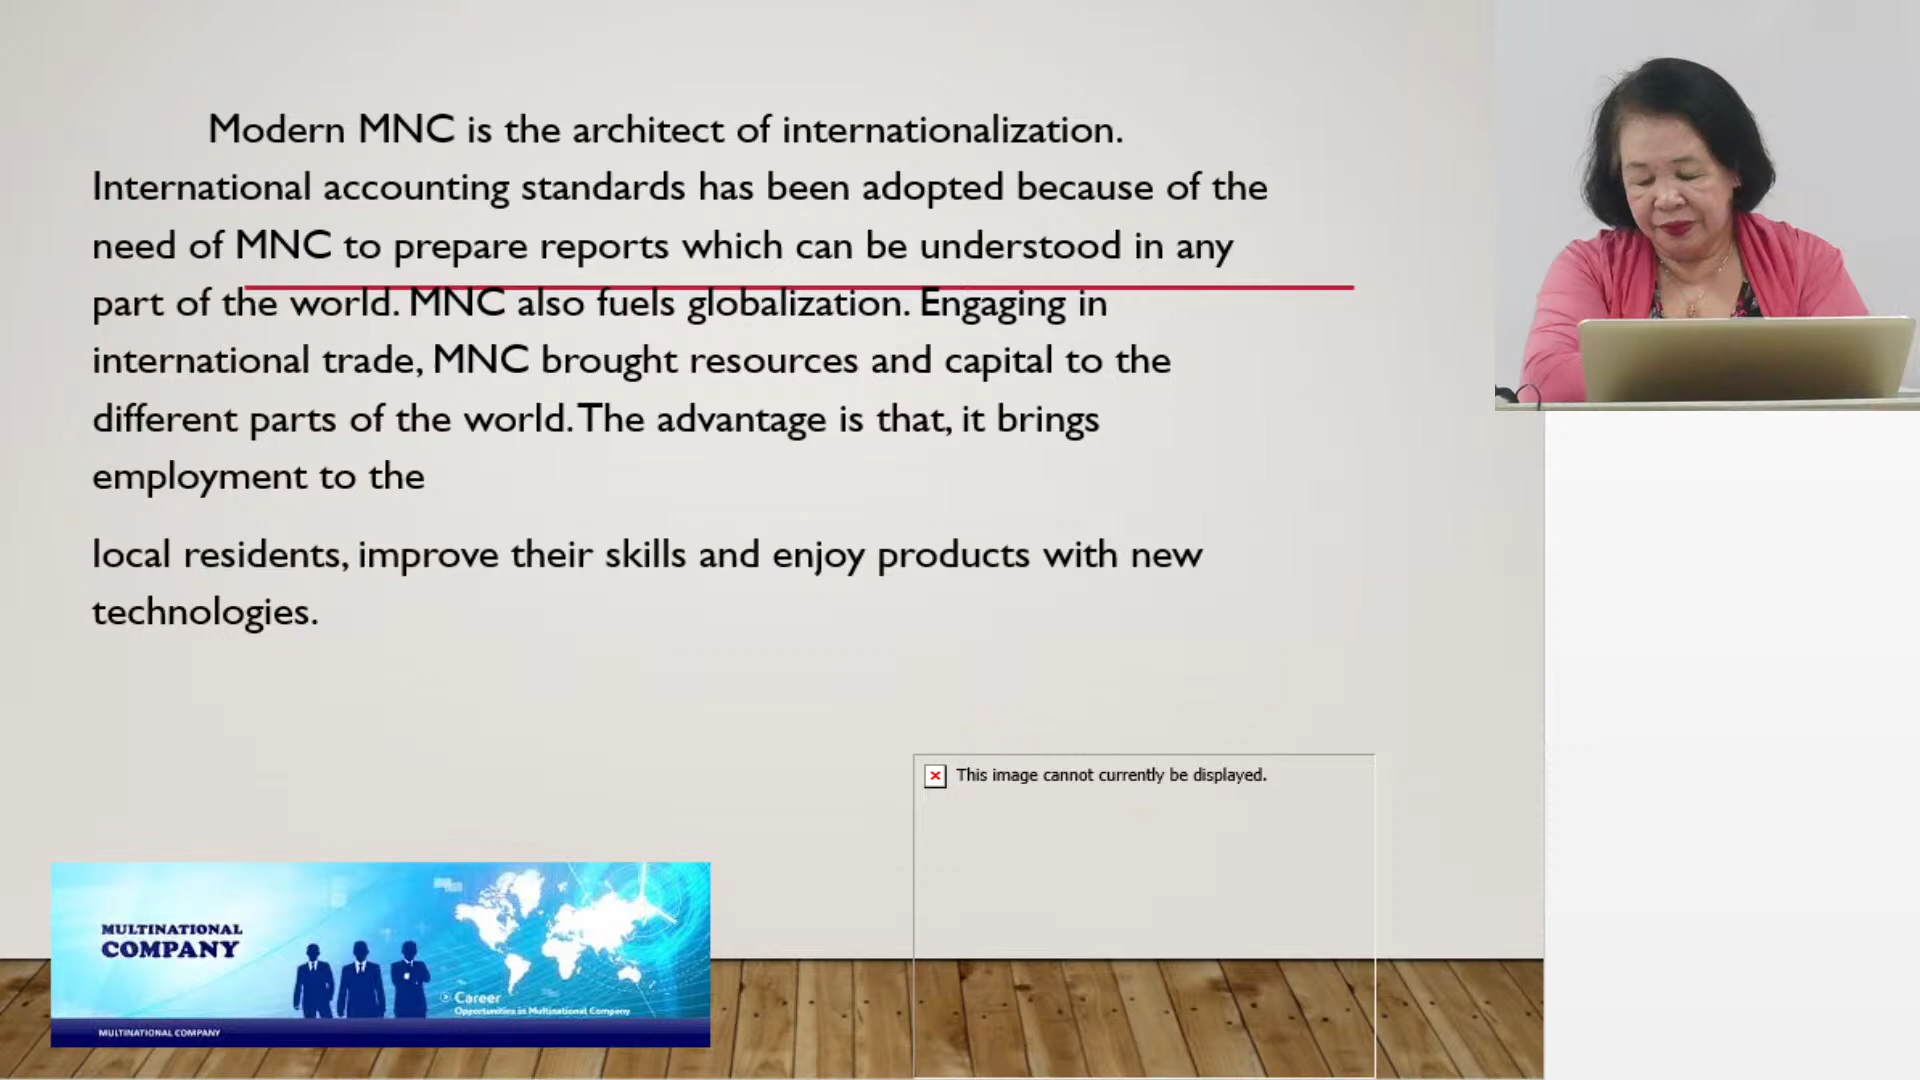 Modern MNC is the architect of internationalization.
International accounting standards has been adopted because of the
need of MNC to prepare reports which can be understood in any
part of the world. MNC also fuels globalization. Engaging in
international trade, MNC brought resources and capital to the
different parts of the world. The advantage is that, it brings
employment to the
local residents, improve their skills and enjoy products with new
technologies.
This image cannot currently be displayed.
MULTINATIONAL
COMPANY
Career
Opportunities in Multinational Company
MULTINATIONAL COMPANY